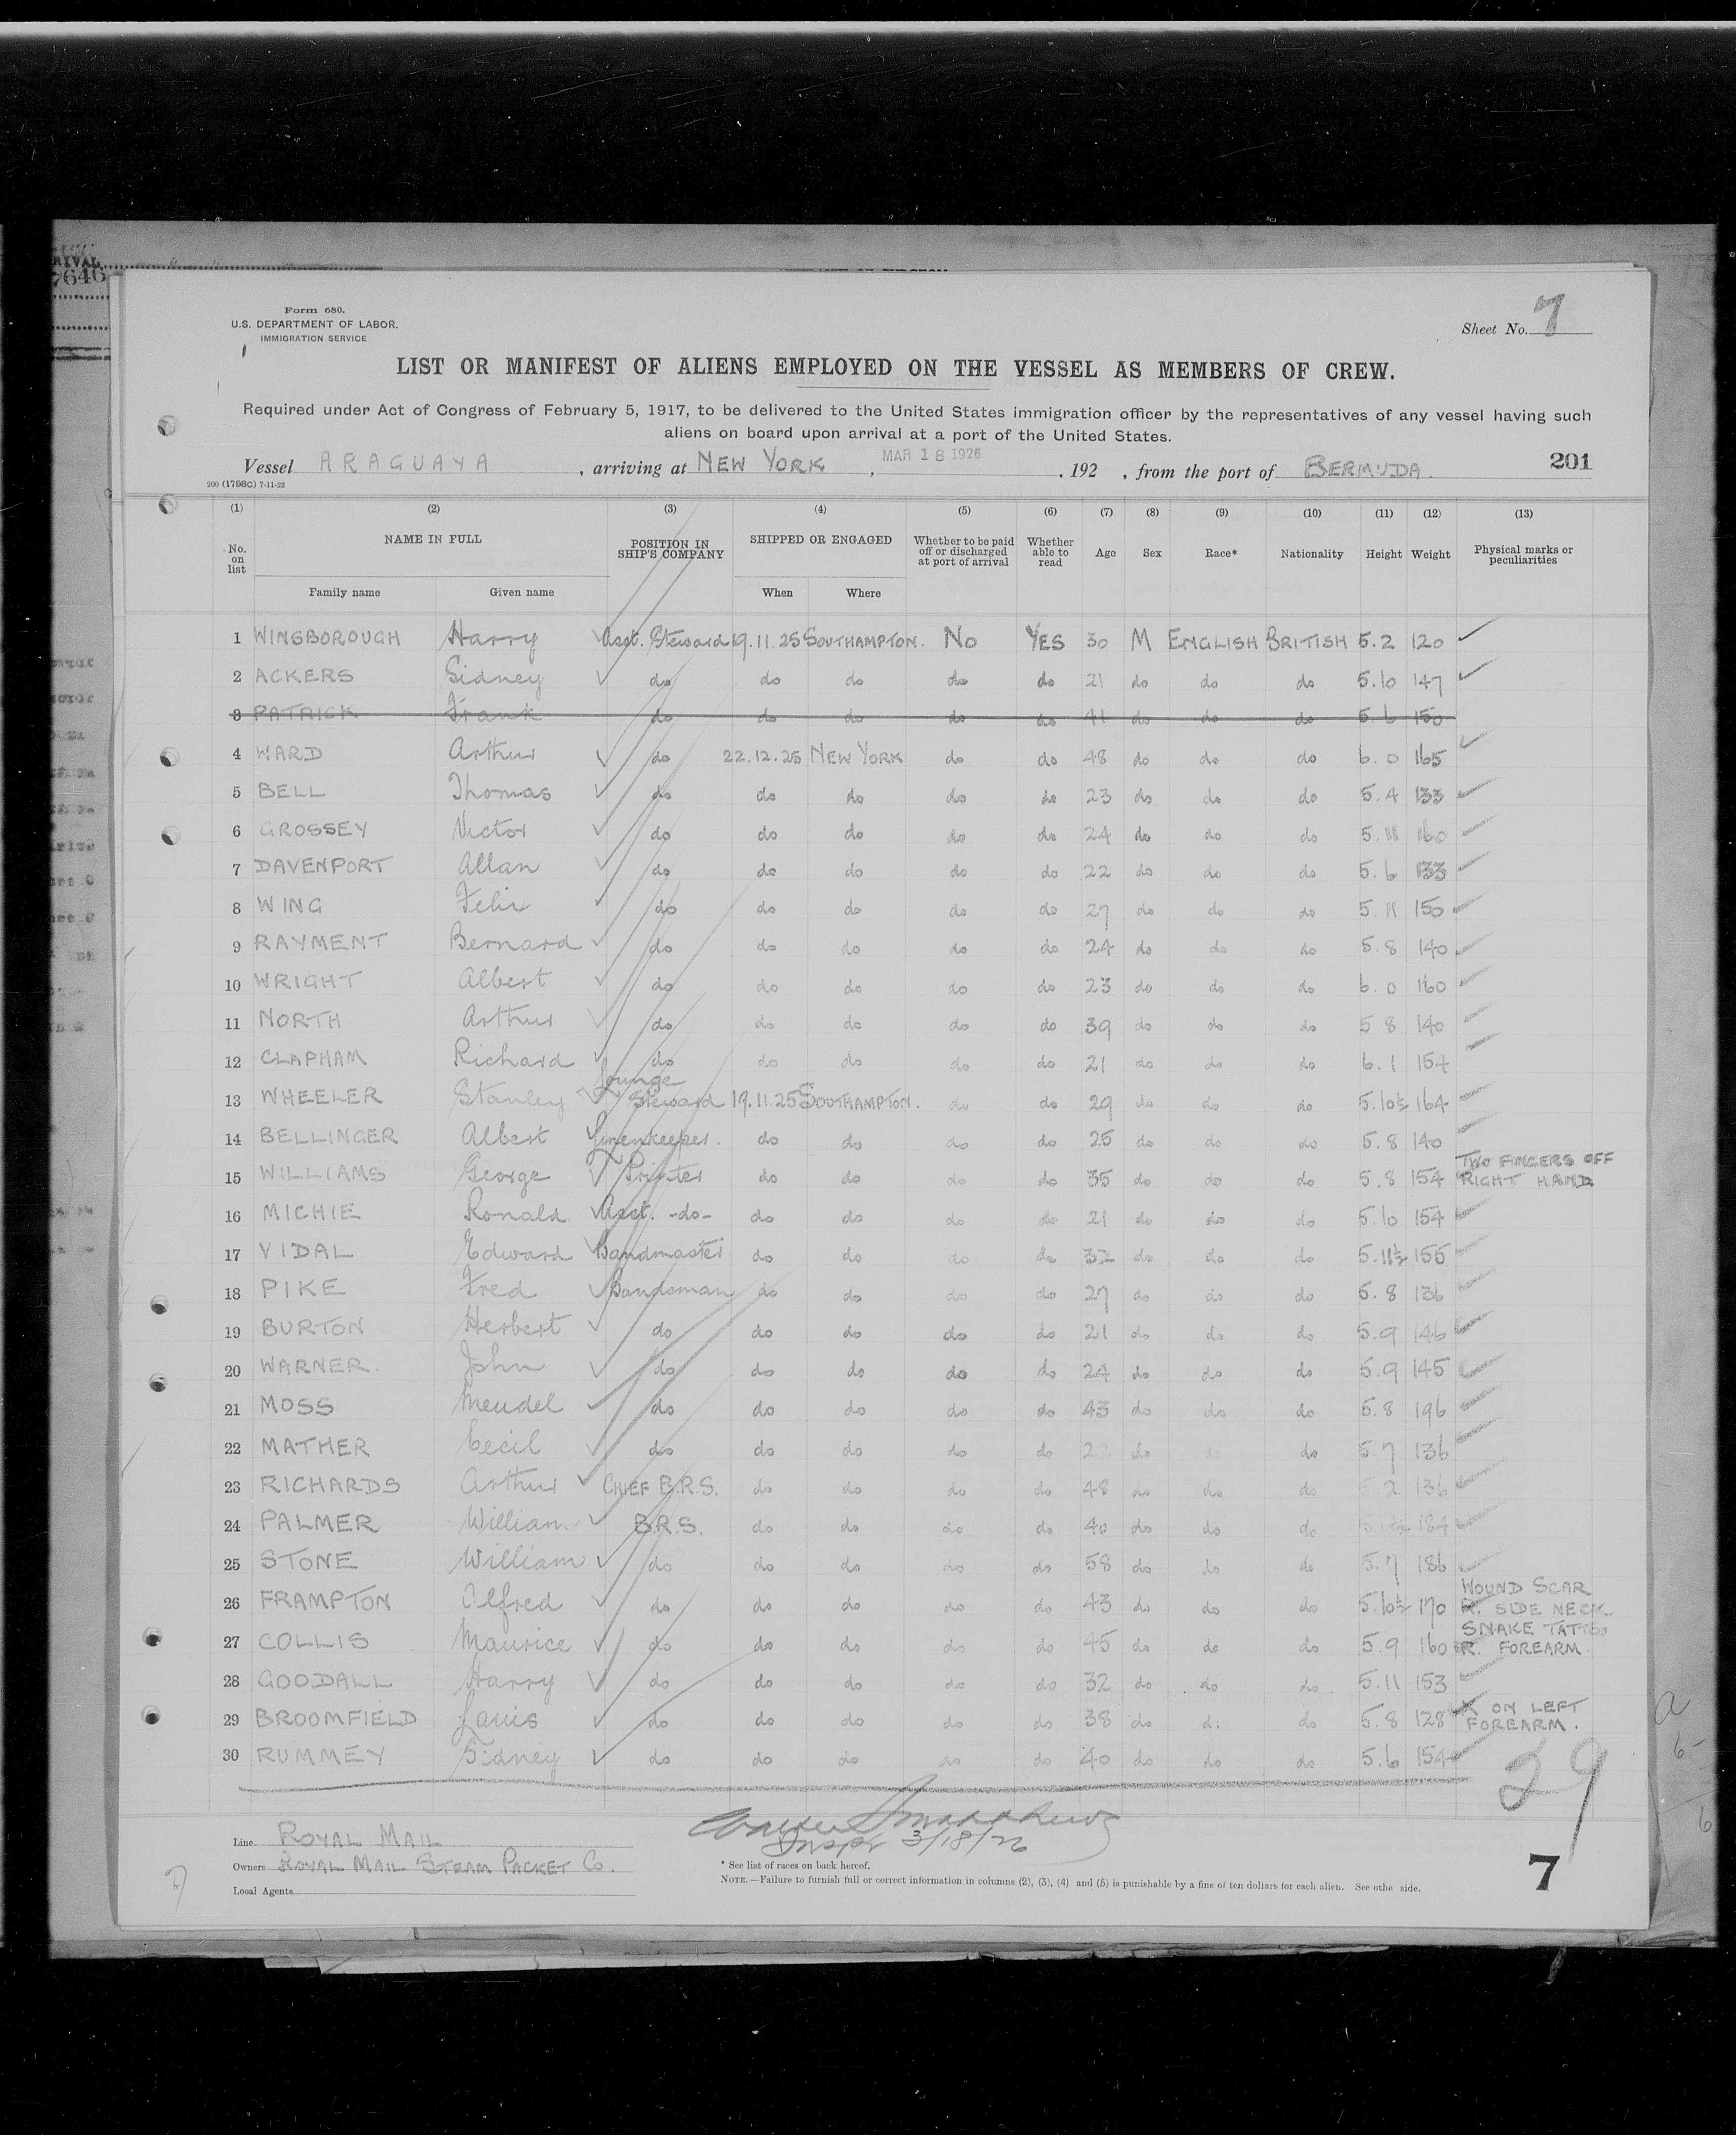 RIVAL
7646
Form 680.
U.S. DEPARTMENT OF LABOR.
IMMIGRATION SERVICE
Sheet No. 7
LIST OR MANIFEST OF ALIENS EMPLOYED ON THE VESSEL AS MEMBERS OF CREW.
Required under Act of Congress of February 5, 1917, to be delivered to the United States immigration officer by the representatives of any vessel having such
aliens on board upon arrival at a port of the United States.
Vessel ARAGUAYA, arriving at NEW YORK, MAR 18 1926, 192 , from the port of BERMUDA. 201
200 (1798C) 7-11-22
(1) (2) (3) (4) (5) (6) (7) (8) (9) (10) (11) (12) (13)
No. on list NAME IN FULL POSITION IN SHIP'S COMPANY SHIPPED OR ENGAGED Whether to be paid off or discharged at port of arrival Whether able to read Age Sex Race* Nationality Height Weight Physical marks or peculiarities
Family name Given name When Where
1 WINGBOROUGH Harry Asst. Steward 19.11.25 SOUTHAMPTON. No YES 30 M ENGLISH BRITISH 5.2 120
2 ACKERS Sidney do do do do do 21 do do do 5.10 147
3 PATRICK Frank do do do do do 41 do do do 5.6 150
4 WARD Arthur do 22.12.25 NEW YORK do do 48 do do do 6.0 165
5 BELL Thomas do do do do do 23 do do do 5.4 133
6 GROSSEY Victor do do do do do 24 do do do 5.11 160
7 DAVENPORT Allan do do do do do 22 do do do 5.6 133
8 WING Felix do do do do do 27 do do do 5.11 150
9 RAYMENT Bernard do do do do do 24 do do do 5.8 140
10 WRIGHT Albert do do do do do 23 do do do 6.0 160
11 NORTH Arthur do do do do do 39 do do do 5.8 140
12 CLAPHAM Richard do do do do do 21 do do do 6.1 154
13 WHEELER Stanley Lounge Steward 19.11.25 SOUTHAMPTON. do do 29 do do do 5.10½ 164
14 BELLINGER Albert Linenkeeper. do do do do 25 do do do 5.8 140
15 WILLIAMS George Printer do do do do 35 do do do 5.8 154 TWO FINGERS OFF RIGHT HAND
16 MICHIE Ronald Asst. -do- do do do do 21 do do do 5.10 154
17 VIDAL Edward Bandmaster do do do do 32 do do do 5.11½ 155
18 PIKE Fred Bandsman do do do do 27 do do do 5.8 136
19 BURTON Herbert do do do do do 21 do do do 5.9 146
20 WARNER. John do do do do do 24 do do do 5.9 145
21 MOSS Mendel do do do do do 43 do do do 5.8 196
22 MATHER Cecil do do do do do do do 5.7 136
23 RICHARDS Arthur CHIEF B.R.S. do do do do 48 do do do 5.2 136
24 PALMER William B.R.S. do do do do 40 do do do 184
25 STONE William do do do do do 58 do do do 5.7 186
26 FRAMPTON Alfred do do do do do 43 do do do 5.10½ 170 WOUND SCAR R. SIDE NECK
27 COLLIS Maurice do do do do do 45 do do do 5.9 160 SNAKE TATTOO R. FOREARM.
28 GOODALL Harry do do do do do 32 do do do 5.11 153
29 BROOMFIELD do do do do do 38 do do do 5.8 128 X ON LEFT FOREARM.
30 RUMMEY Sidney do do do do do 40 do do do 5.6 154
29
Inspr 3/18/26
Line ROYAL MAIL
Owners ROYAL MAIL STEAM PACKET Co.
Local Agents
* See list of races on back hereof.
NOTE.—Failure to furnish full or correct information in columns (2), (3), (4) and (5) is punishable by a fine of ten dollars for each alien. See othe side.
7